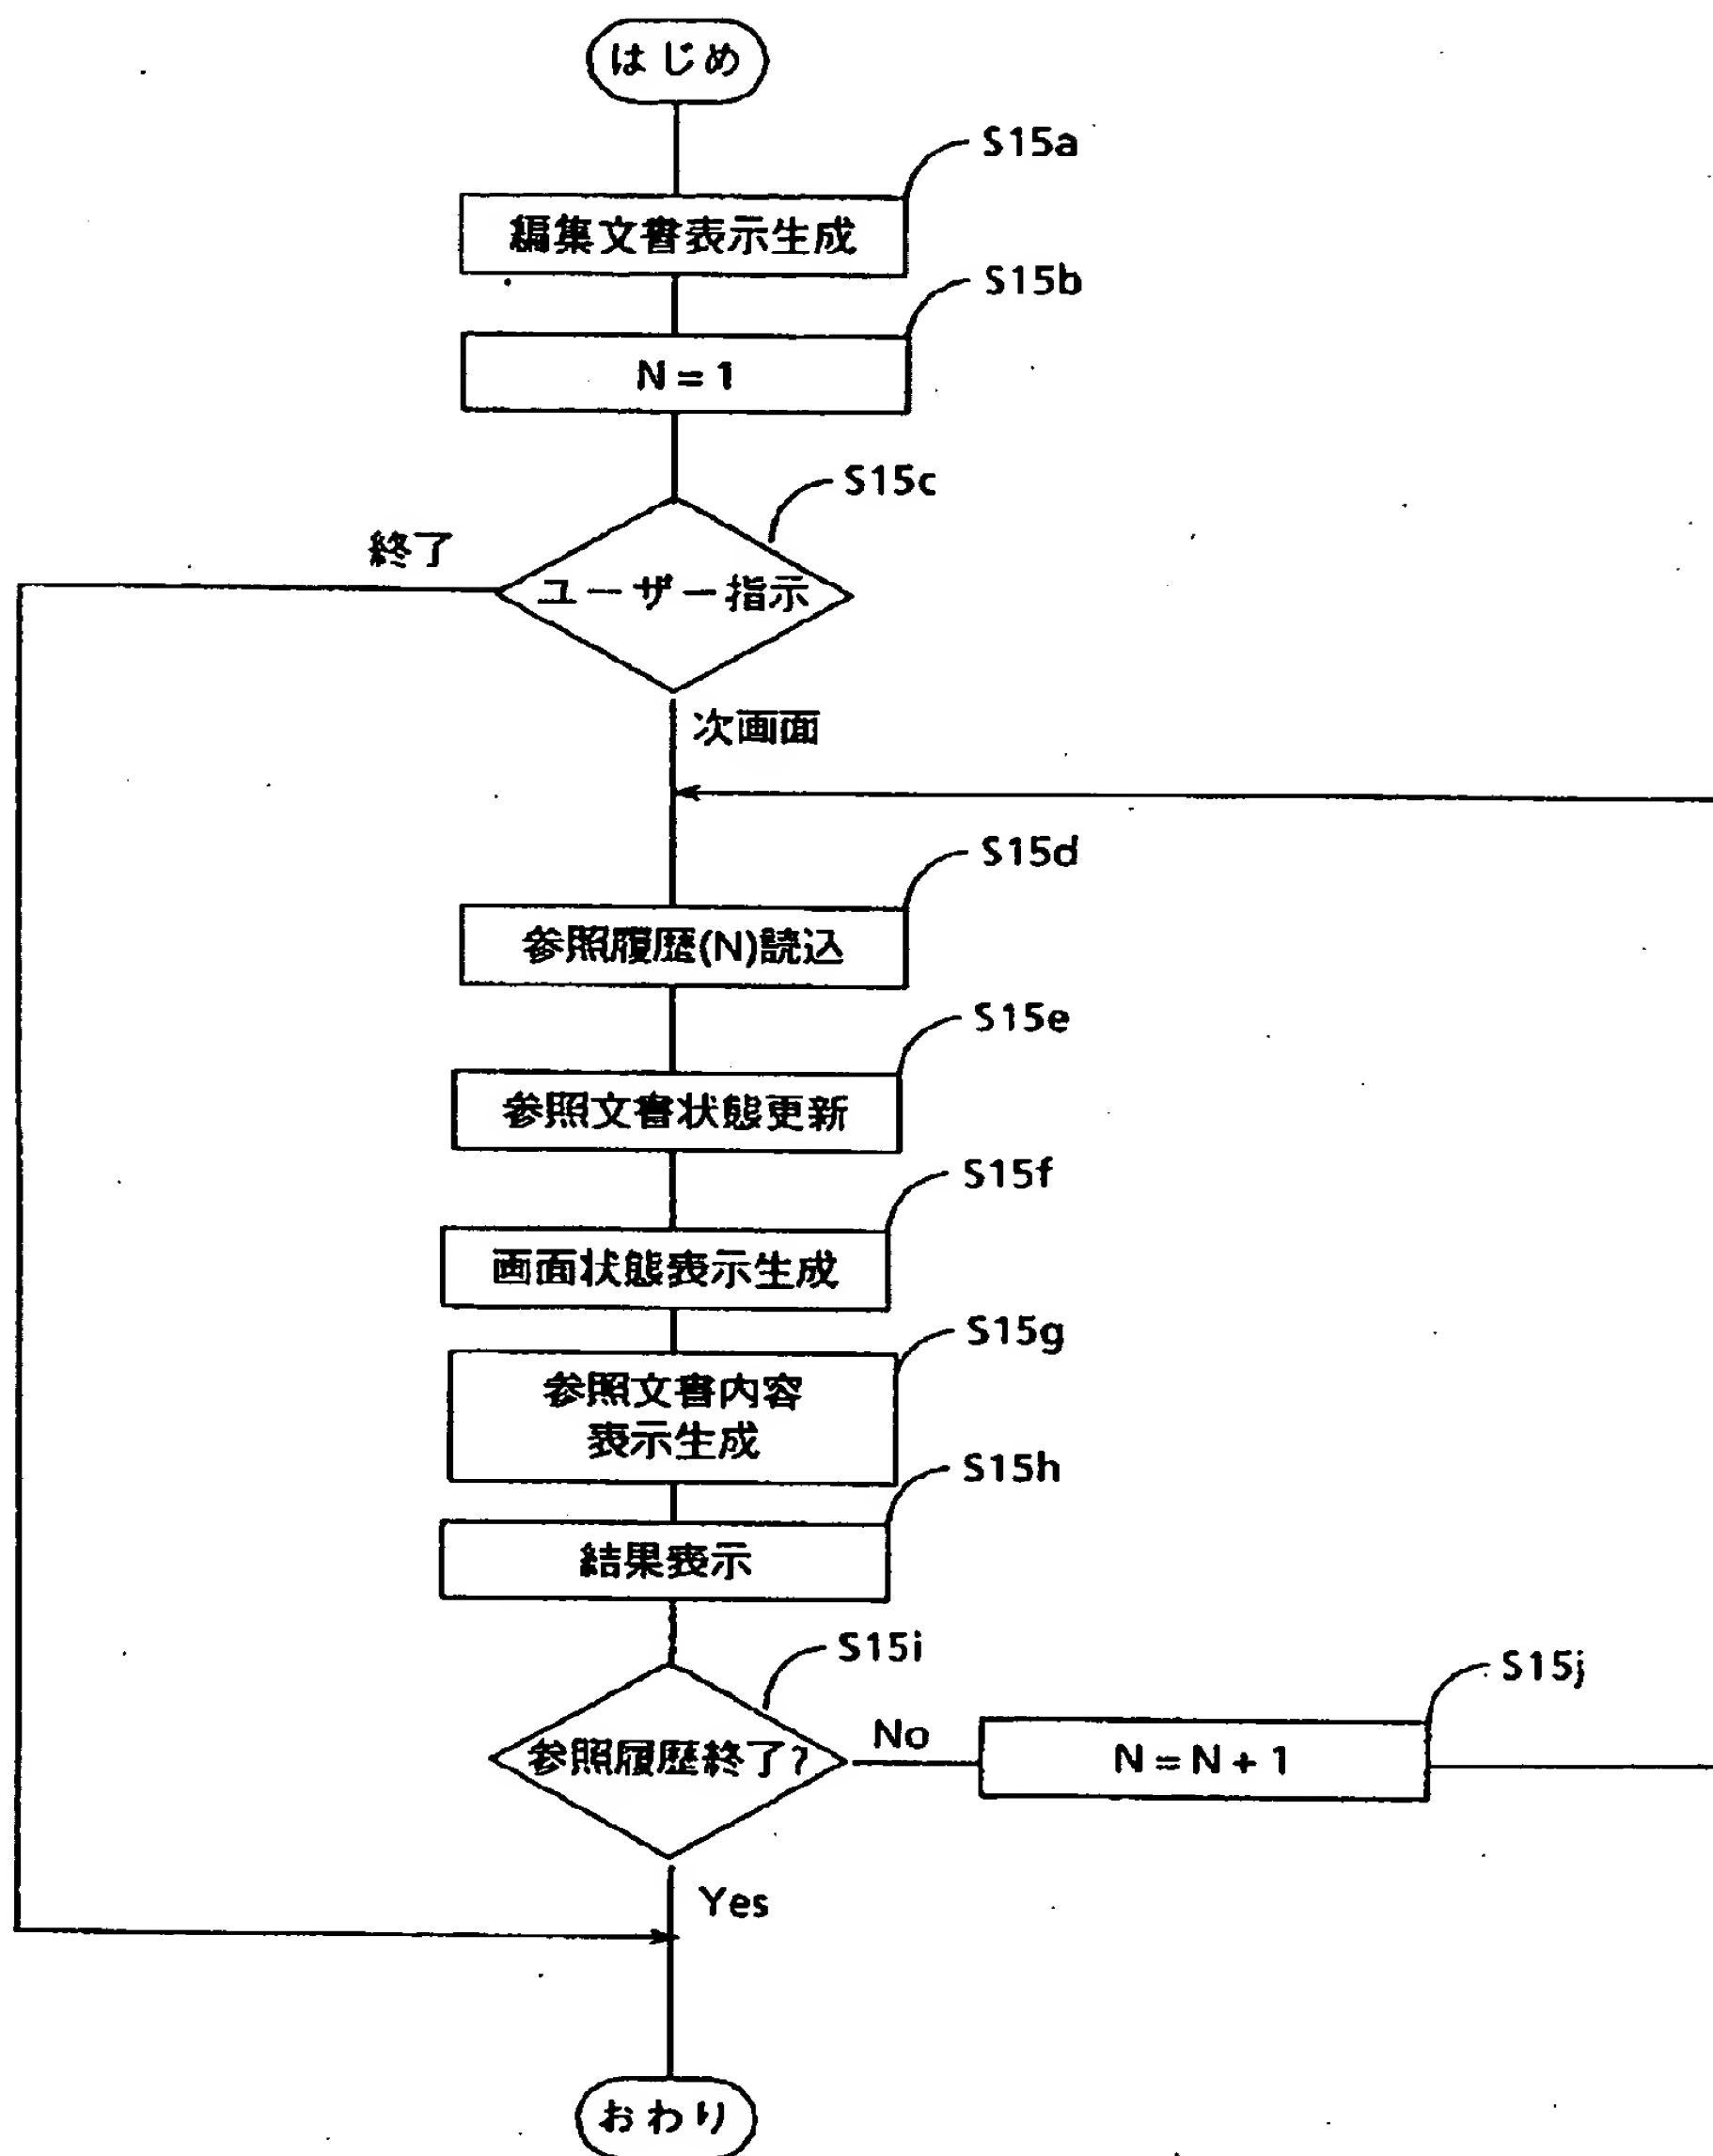 はじめ
S15a
編集文書表示生成
S15b
N=1
S15c
終了
ユーザー指示
次画面
S15d
参照履歴(N)読込
S15e
参照文書状態更新
S15f
画面状態表示生成
S15g
参照文書内容
表示生成
S15h
結果表示
S15i
S15j
参照履歴終了?
No
N=N+1
Yes
おわり